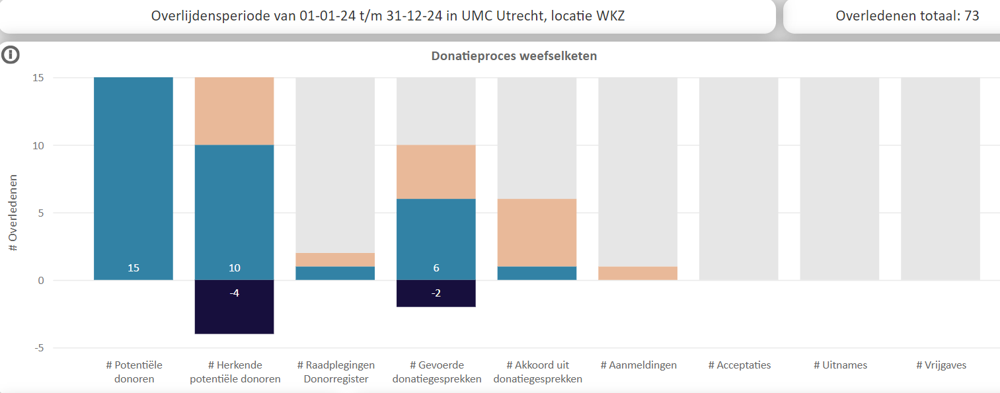 Overlijdensperiode van 01-01-24 t/m 31-12-24 in UMC Utrecht, locatie WKZ
Overledenen totaal: 73
Donatieproces weefselketen
# Overledenen
15
10
5
0
-5
15
10
-4
6
-2
# Potentiële
donoren
# Herkende
potentiële donoren
# Raadplegingen
Donorregister
# Gevoerde
donatiegesprekken
# Akkoord uit
donatiegesprekken
# Aanmeldingen
# Acceptaties
# Uitnames
# Vrijgaves